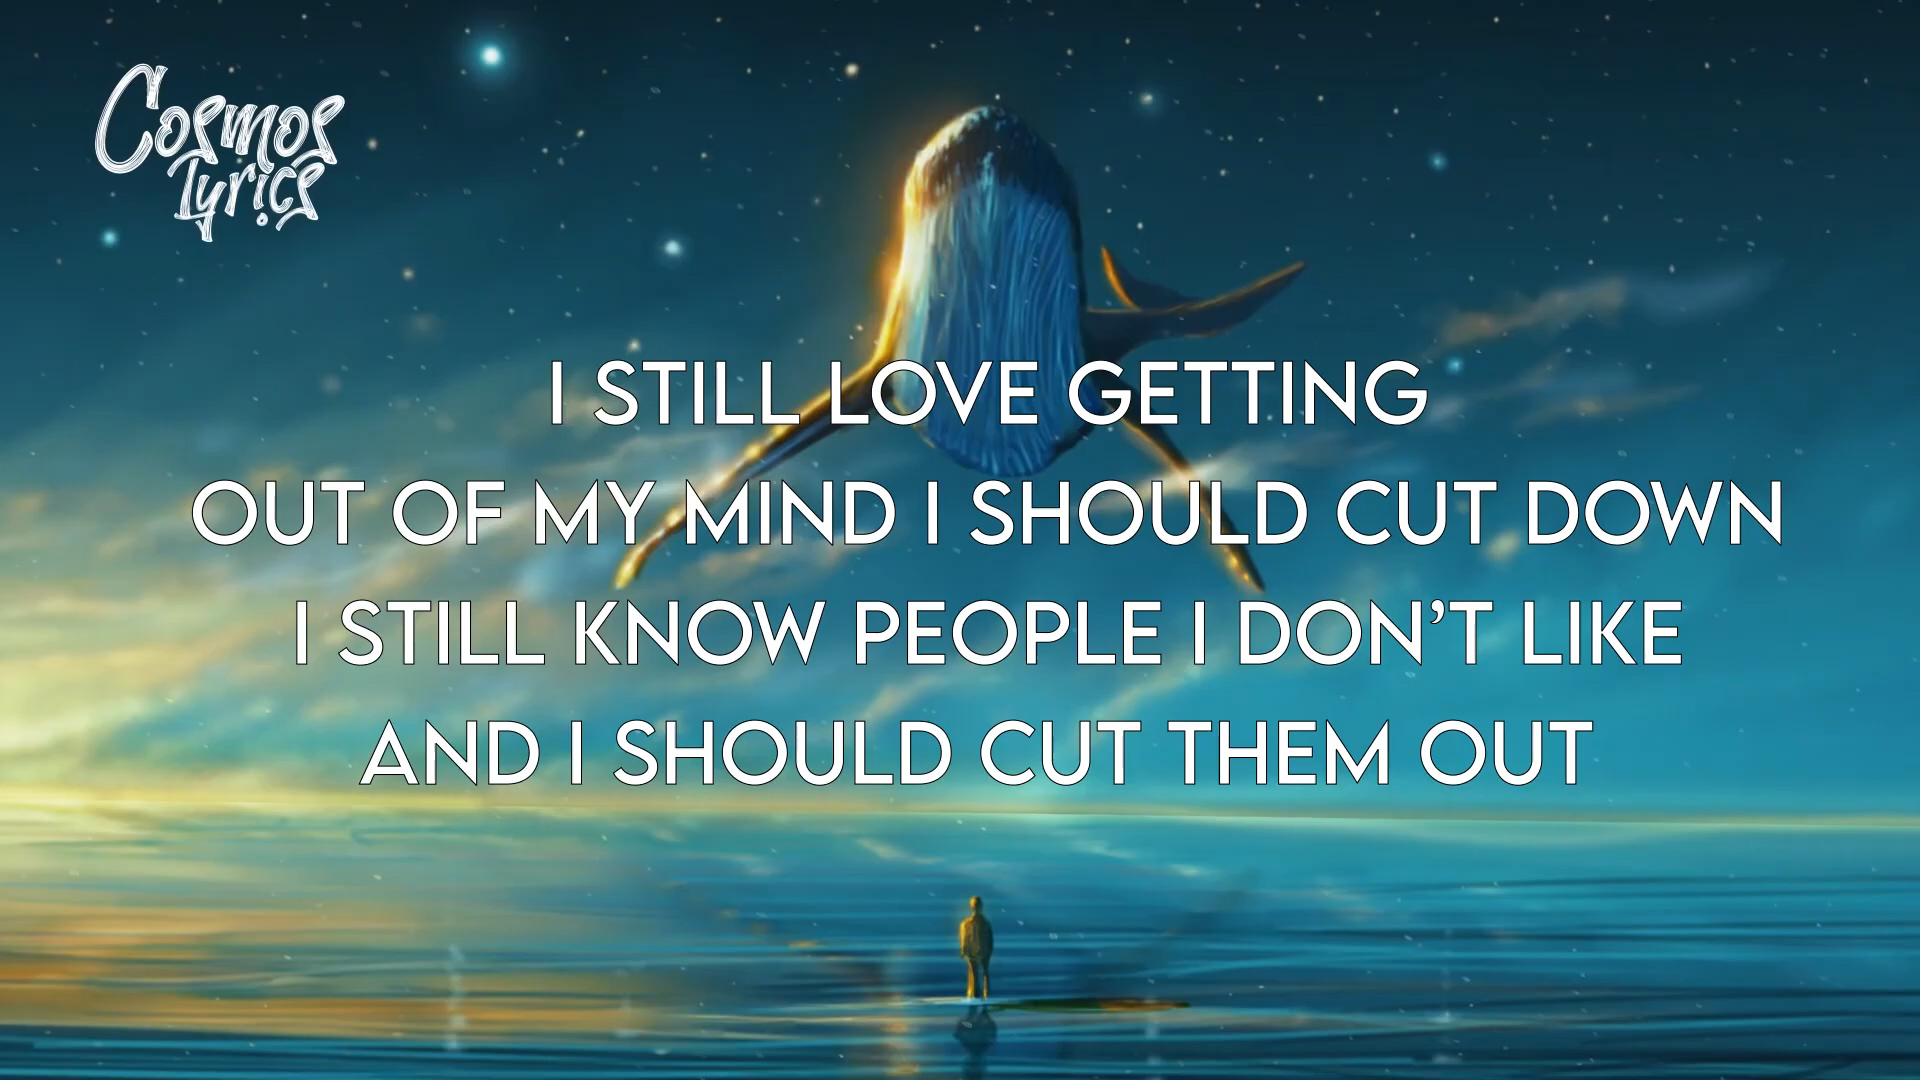 Cosmos
Lyrics
I STILL LOVE GETTING
OUT OF MY MIND I SHOULD CUT DOWN
I STILL KNOW PEOPLE I DON’T LIKE
AND I SHOULD CUT THEM OUT